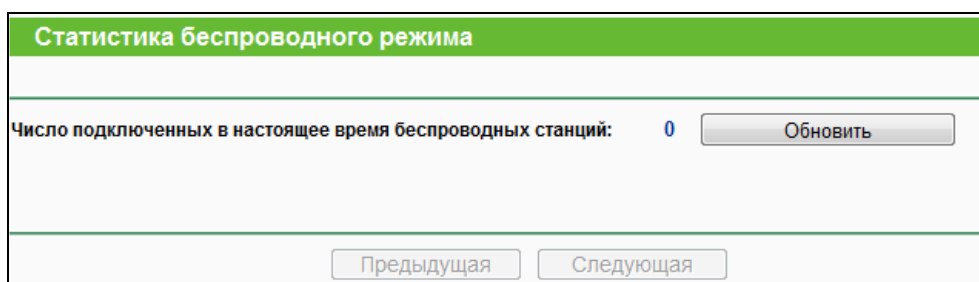 Статистика беспроводного режима
Число подключенных в настоящее время беспроводных станций: 0 Обновить
Предыдущая Следующая